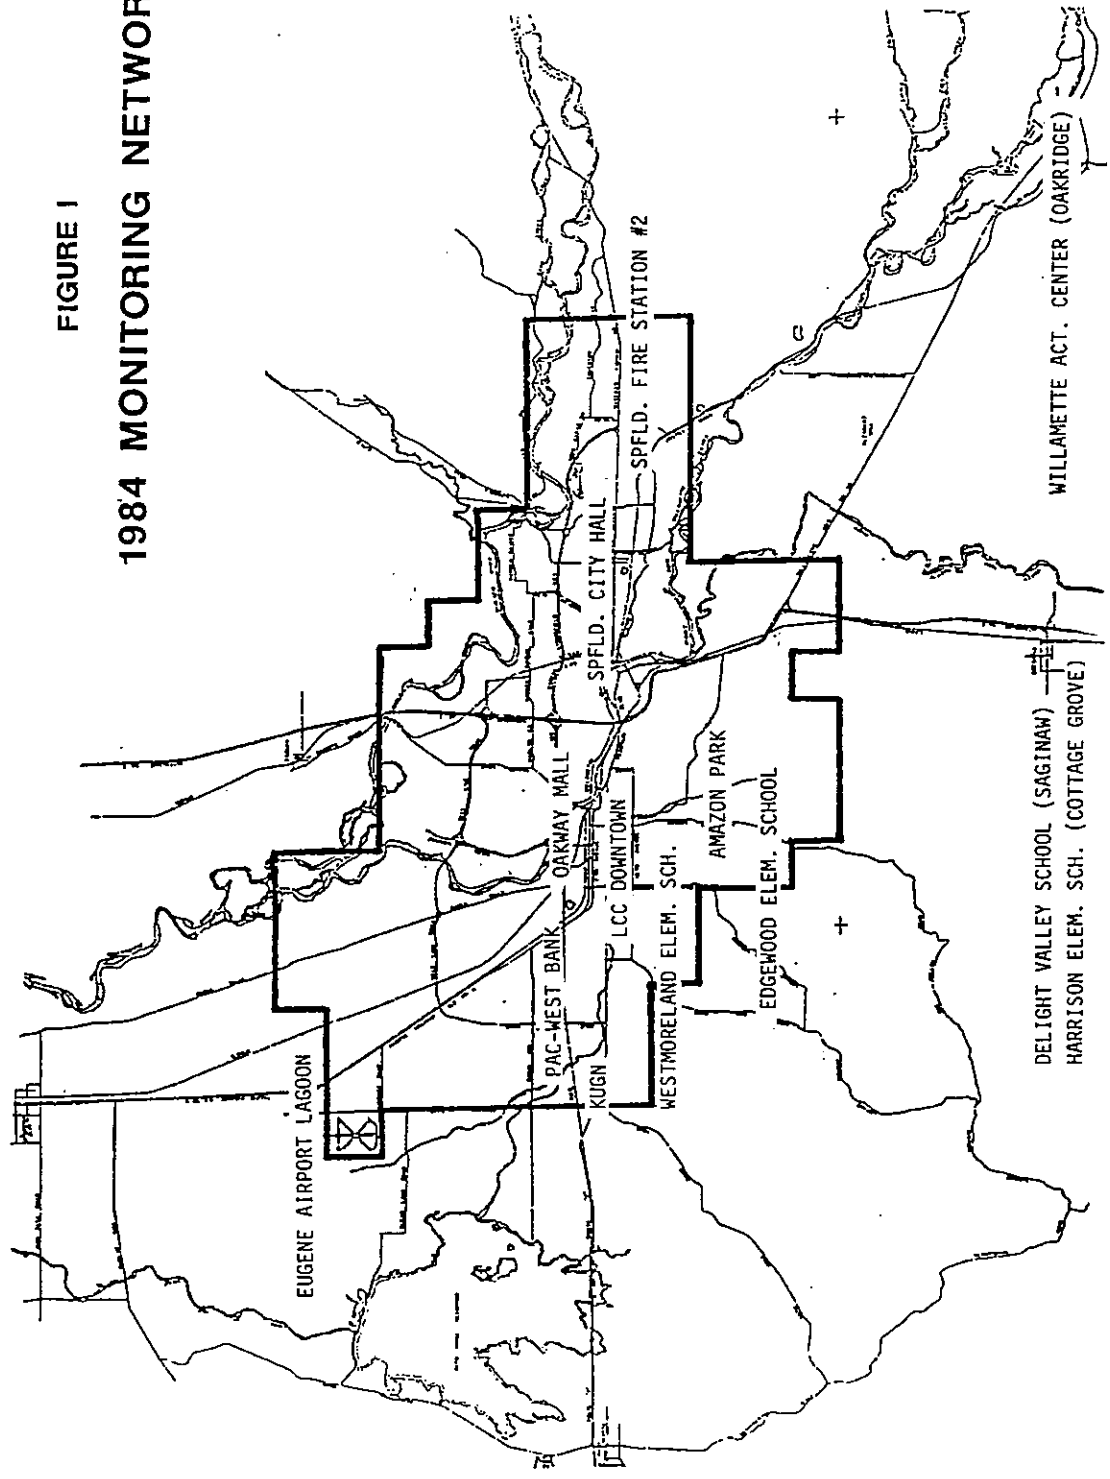 FIGURE 1
1984 MONITORING NETWOR
EUGENE AIRPORT LAGOON
PAC-WEST BANK
OAKWAY MALL
SPFLD. CITY HALL
SPFLD. FIRE STATION #2
KUGN
LCC DOWNTOWN
WESTMORELAND ELEM. SCH.
AMAZON PARK
EDGEWOOD ELEM. SCHOOL
DELIGHT VALLEY SCHOOL (SAGINAW)
HARRISON ELEM. SCH. (COTTAGE GROVE)
WILLAMETTE ACT. CENTER (OAKRIDGE)